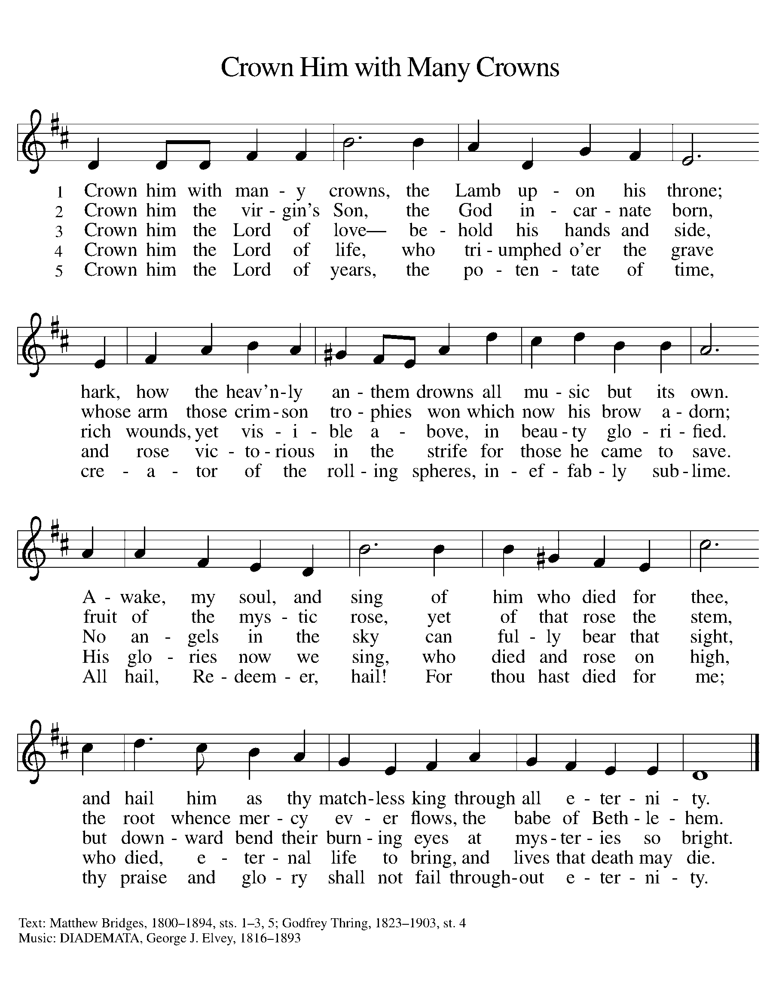 Crown Him with Many Crowns
1 Crown him with man - y crowns, the Lamb up - on his throne;
2 Crown him the vir - gin's Son, the God in - car - nate born,
3 Crown him the Lord of love— be - hold his hands and side,
4 Crown him the Lord of life, who tri - umphed o'er the grave
5 Crown him the Lord of years, the po - ten - tate of time,
hark, how the heav'n - ly an - them drowns all mu - sic but its own.
whose arm those crim - son tro - phies won which now his brow a - dorn;
rich wounds, yet vis - i - ble a - bove, in beau - ty glo - ri - fied.
and rose vic - to - rious in the strife for those he came to save.
cre - a - tor of the roll - ing spheres, in - ef - fab - ly sub - lime.
A - wake, my soul, and sing of him who died for thee,
fruit of the mys - tic rose, yet of that rose the stem,
No an - gels in the sky can ful - ly bear that sight,
His glo - ries now we sing, who died and rose on high,
All hail, Re - deem - er, hail! For thou hast died for me;
and hail him as thy match - less king through all e - ter - ni - ty.
the root whence mer - cy ev - er flows, the babe of Beth - le - hem.
but down - ward bend their burn - ing eyes at mys - ter - ies so bright.
who died, e - ter - nal life to bring, and lives that death may die.
thy praise and glo - ry shall not fail through - out e - ter - ni - ty.
Text: Matthew Bridges, 1800–1894, sts. 1–3, 5; Godfrey Thring, 1823–1903, st. 4
Music: DIADEMATA, George J. Elvey, 1816–1893